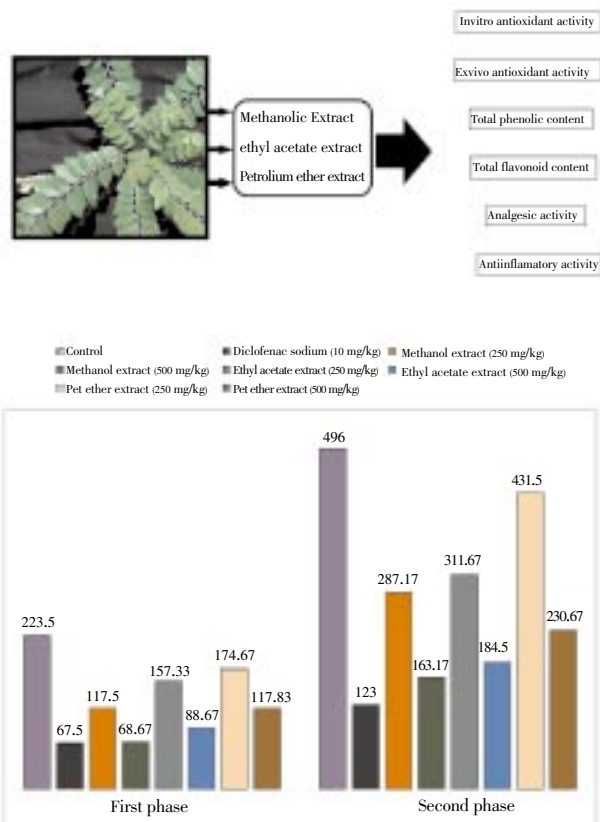 Invitro antioxidant activity
Exvivo antioxidant activity
Total phenolic content
Total flavonoid content
Analgesic activity
Antiinflamatory activity
Methanolic Extract
ethyl acetate extract
Petrolium ether extract
Control
Diclofenac sodium (10 mg/kg)
Methanol extract (250 mg/kg)
Methanol extract (500 mg/kg)
Ethyl acetate extract (250 mg/kg)
Ethyl acetate extract (500 mg/kg)
Pet ether extract (250 mg/kg)
Pet ether extract (500 mg/kg)
223.5
67.5
117.5
68.67
157.33
88.67
174.67
117.83
First phase
496
123
287.17
163.17
311.67
184.5
431.5
230.67
Second phase